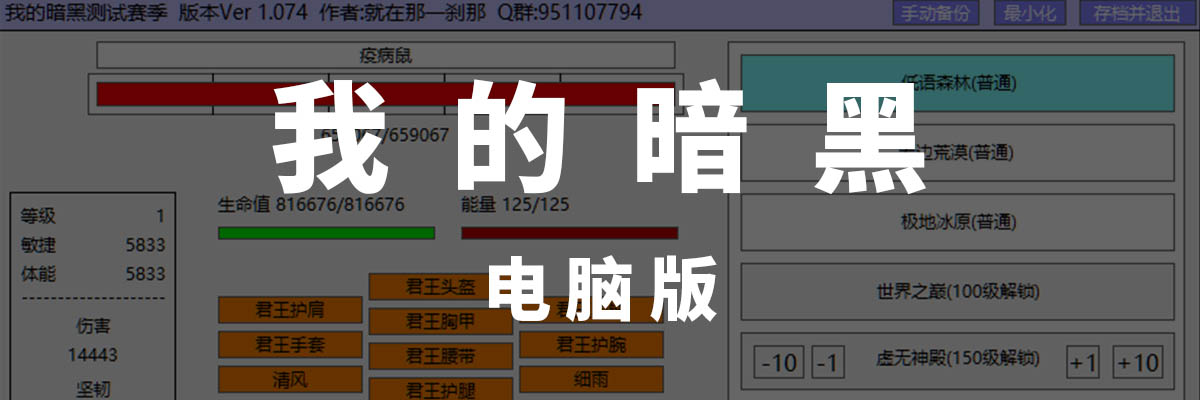 我的暗黑测试赛季 版本Ver 1.074 作者:就在那一刹那 Q群:951107794
手动备份 最小化 存档并退出
疫病鼠
低语森林(普通)
我的暗黑
/659067
荒漠(普通)
生命值 816676/816676 能量 125/125
极地冰原(普通)
等级 1
敏捷 5833
体能 5833
电脑版
世界之巅(100级解锁)
君王头盔
君王护肩
君王胸甲
君王手套
君王腰带
君王护腕
清风
君王护腿
细雨
伤害
14443
坚韧
-10 -1 虚无神殿(150级解锁) +1 +10